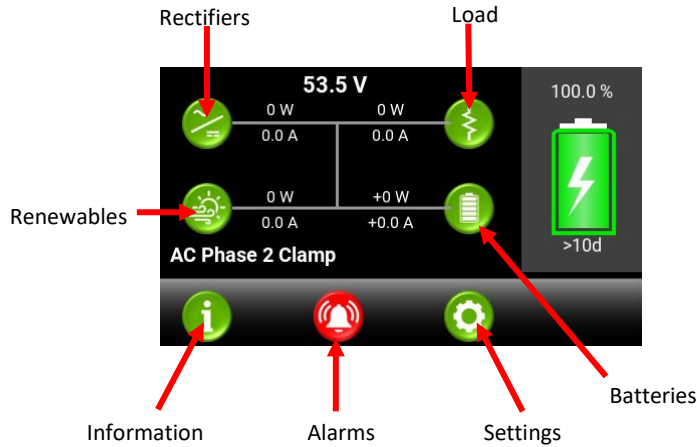 Rectifiers
Load
53.5 V
100.0 %
0 W
0 W
0.0 A
0.0 A
Renewables
0 W
+0 W
0.0 A
+0.0 A
>10d
AC Phase 2 Clamp
Batteries
Information
Alarms
Settings